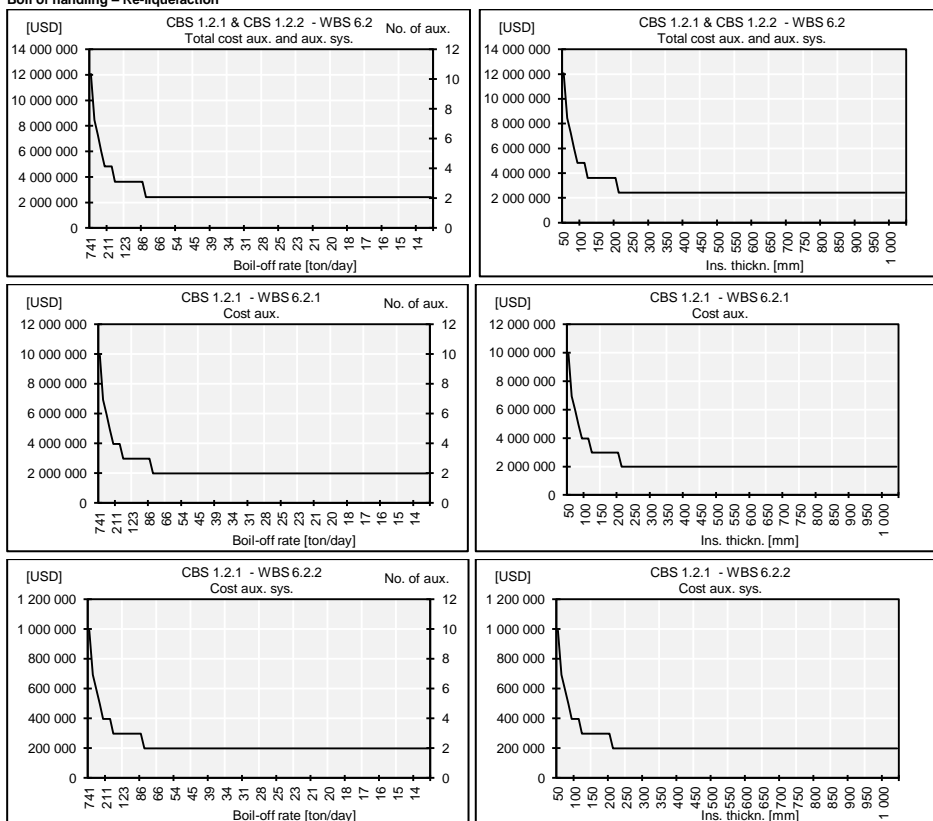 Boil of handling – Re-liquefaction
[USD]
CBS 1.2.1 & CBS 1.2.2 - WBS 6.2
Total cost aux. and aux. sys.
No. of aux.
14 000 000
12 000 000
10 000 000
8 000 000
6 000 000
4 000 000
2 000 000
0
12
10
8
6
4
2
0
741 211 123 86 66 54 45 39 34 31 28 25 23 21 20 18 17 16 15 14
Boil-off rate [ton/day]
[USD]
CBS 1.2.1 & CBS 1.2.2 - WBS 6.2
Total cost aux. and aux. sys.
14 000 000
12 000 000
10 000 000
8 000 000
6 000 000
4 000 000
2 000 000
0
50 100 150 200 250 300 350 400 450 500 550 600 650 700 750 800 850 900 950 1 000
Ins. thickn. [mm]
[USD]
CBS 1.2.1 - WBS 6.2.1
Cost aux.
No. of aux.
12 000 000
10 000 000
8 000 000
6 000 000
4 000 000
2 000 000
0
12
10
8
6
4
2
0
741 211 123 86 66 54 45 39 34 31 28 25 23 21 20 18 17 16 15 14
Boil-off rate [ton/day]
[USD]
CBS 1.2.1 - WBS 6.2.1
Cost aux.
12 000 000
10 000 000
8 000 000
6 000 000
4 000 000
2 000 000
0
50 100 150 200 250 300 350 400 450 500 550 600 650 700 750 800 850 900 950 1 000
Ins. thickn. [mm]
[USD]
CBS 1.2.1 - WBS 6.2.2
Cost aux. sys.
No. of aux.
1 200 000
1 000 000
800 000
600 000
400 000
200 000
0
12
10
8
6
4
2
0
741 211 123 86 66 54 45 39 34 31 28 25 23 21 20 18 17 16 15 14
Boil-off rate [ton/day]
[USD]
CBS 1.2.1 - WBS 6.2.2
Cost aux. sys.
1 200 000
1 000 000
800 000
600 000
400 000
200 000
0
50 100 150 200 250 300 350 400 450 500 550 600 650 700 750 800 850 900 950 1 000
Ins. thickn. [mm]